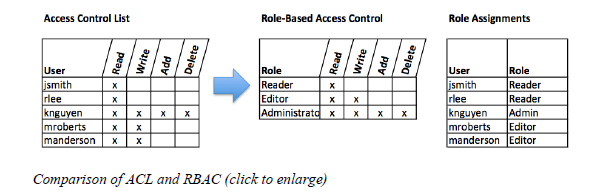 Access Control List
User Read Write Add Delete
jsmith x
rlee x
knguyen x x x x
mroberts x x
manderson x x
Role-Based Access Control
Role Read Write Add Delete
Reader x
Editor x x
Administrato x x x x
Role Assignments
User Role
jsmith Reader
rlee Reader
knguyen Admin
mroberts Editor
manderson Editor
Comparison of ACL and RBAC (click to enlarge)